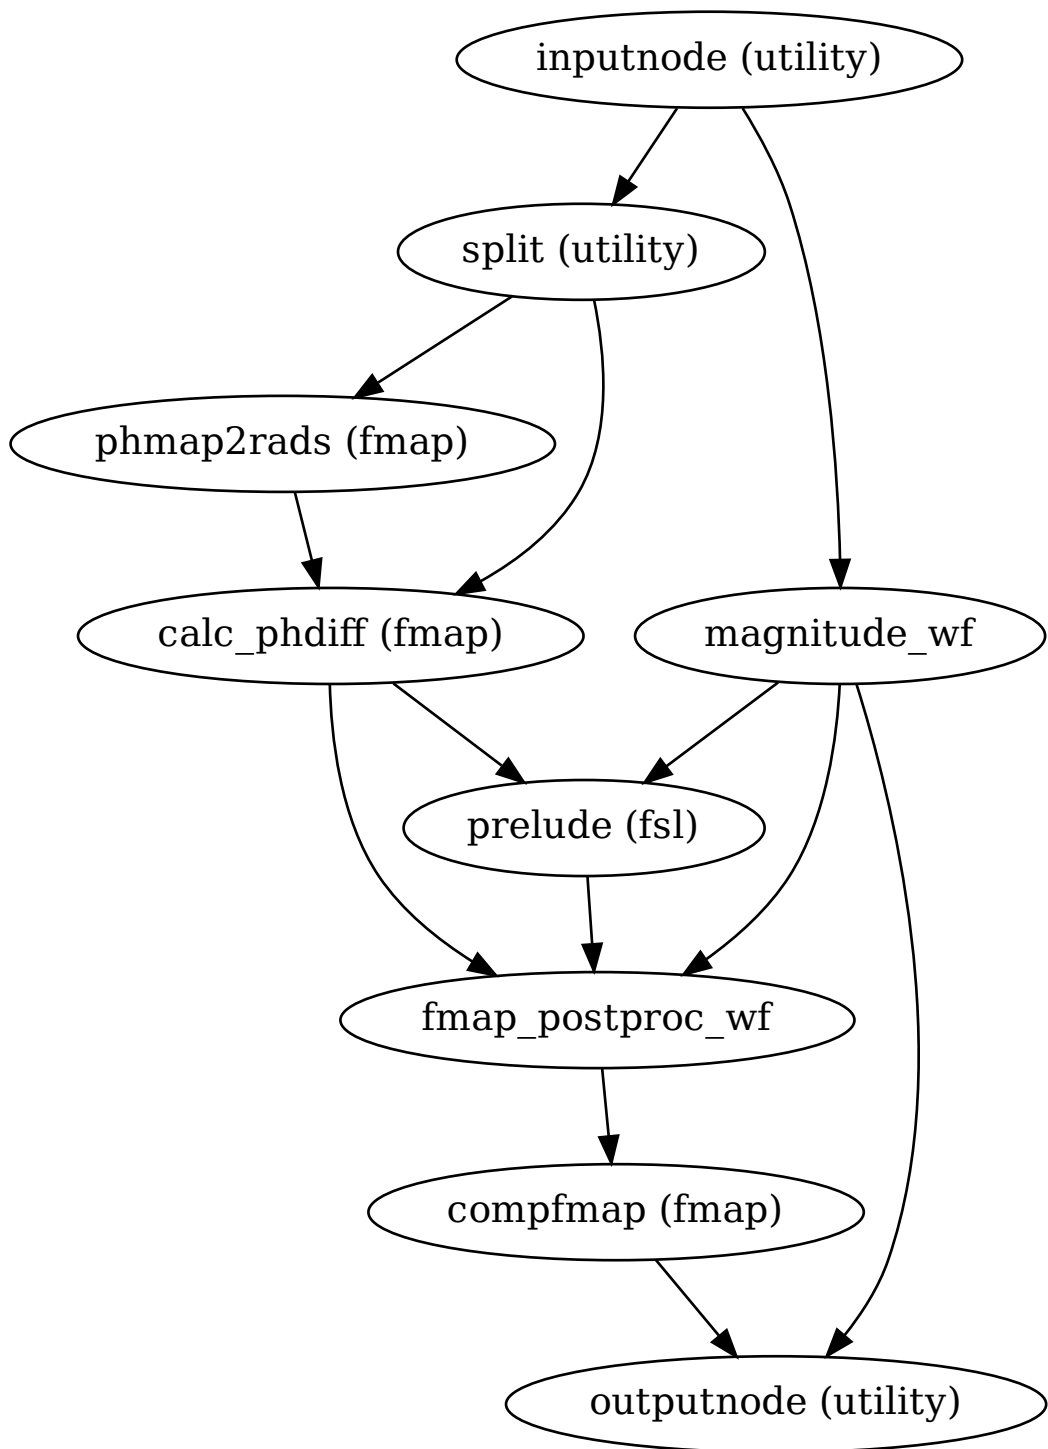 inputnode (utility)
split (utility)
phmap2rads (fmap)
calc_phdiff (fmap)
magnitude_wf
prelude (fsl)
fmap_postproc_wf
compfmap (fmap)
outputnode (utility)